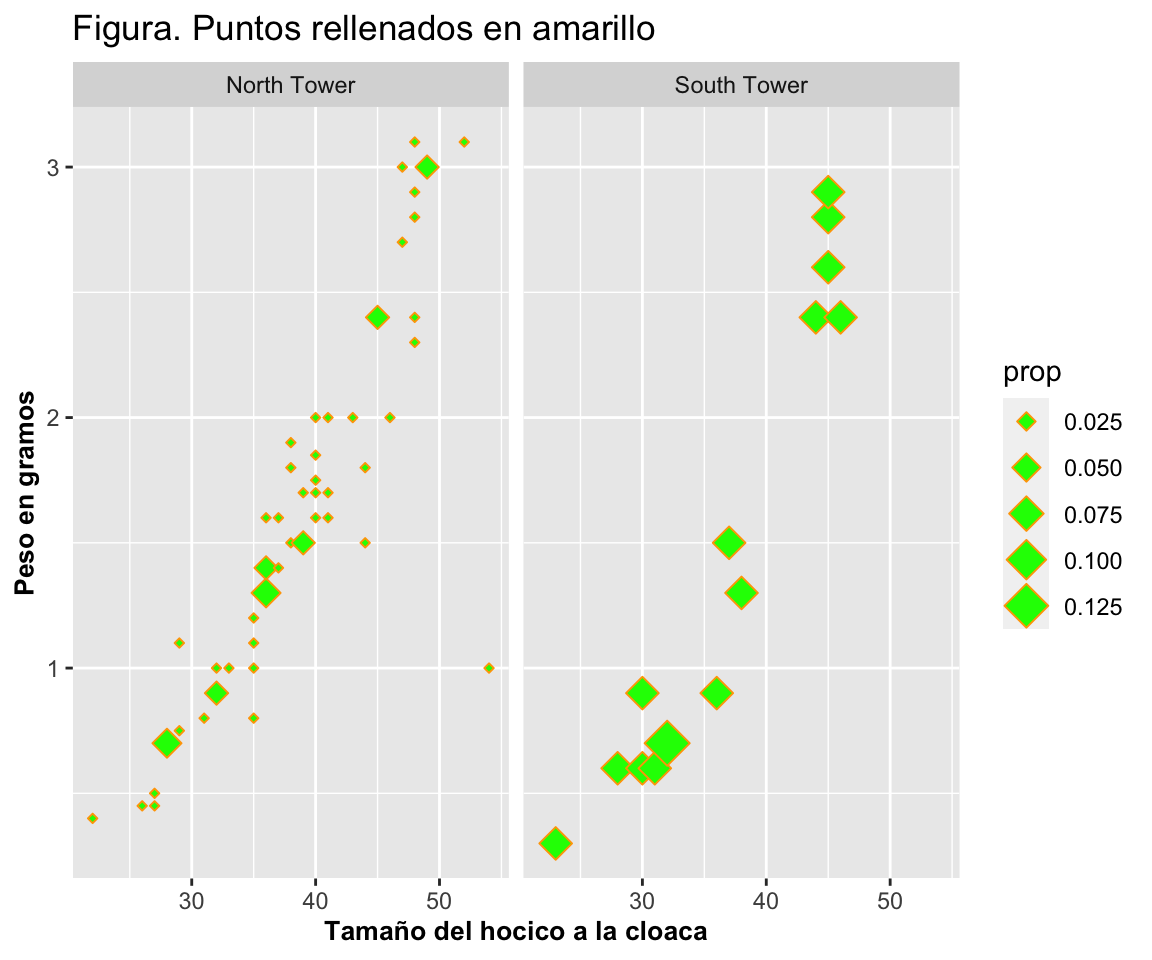 Figura. Puntos rellenados en amarillo
North Tower
South Tower
3
2
1
Peso en gramos
30
40
50
30
40
50
Tamaño del hocico a la cloaca
prop
0.025
0.050
0.075
0.100
0.125